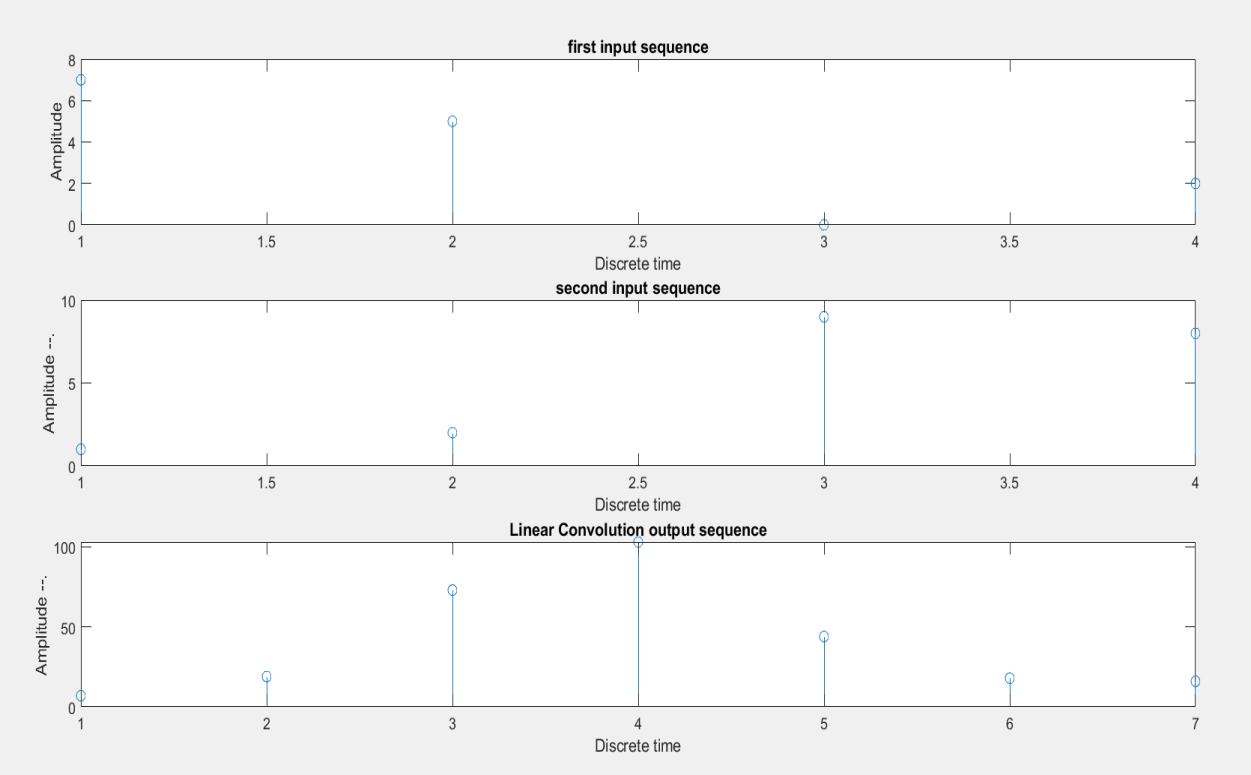 first input sequence
8
6
4
2
0
Amplitude
1 1.5 2 2.5 3 3.5 4
Discrete time
second input sequence
10
5
0
Amplitude --.
1 1.5 2 2.5 3 3.5 4
Discrete time
Linear Convolution output sequence
100
50
0
Amplitude --.
1 2 3 4 5 6 7
Discrete time